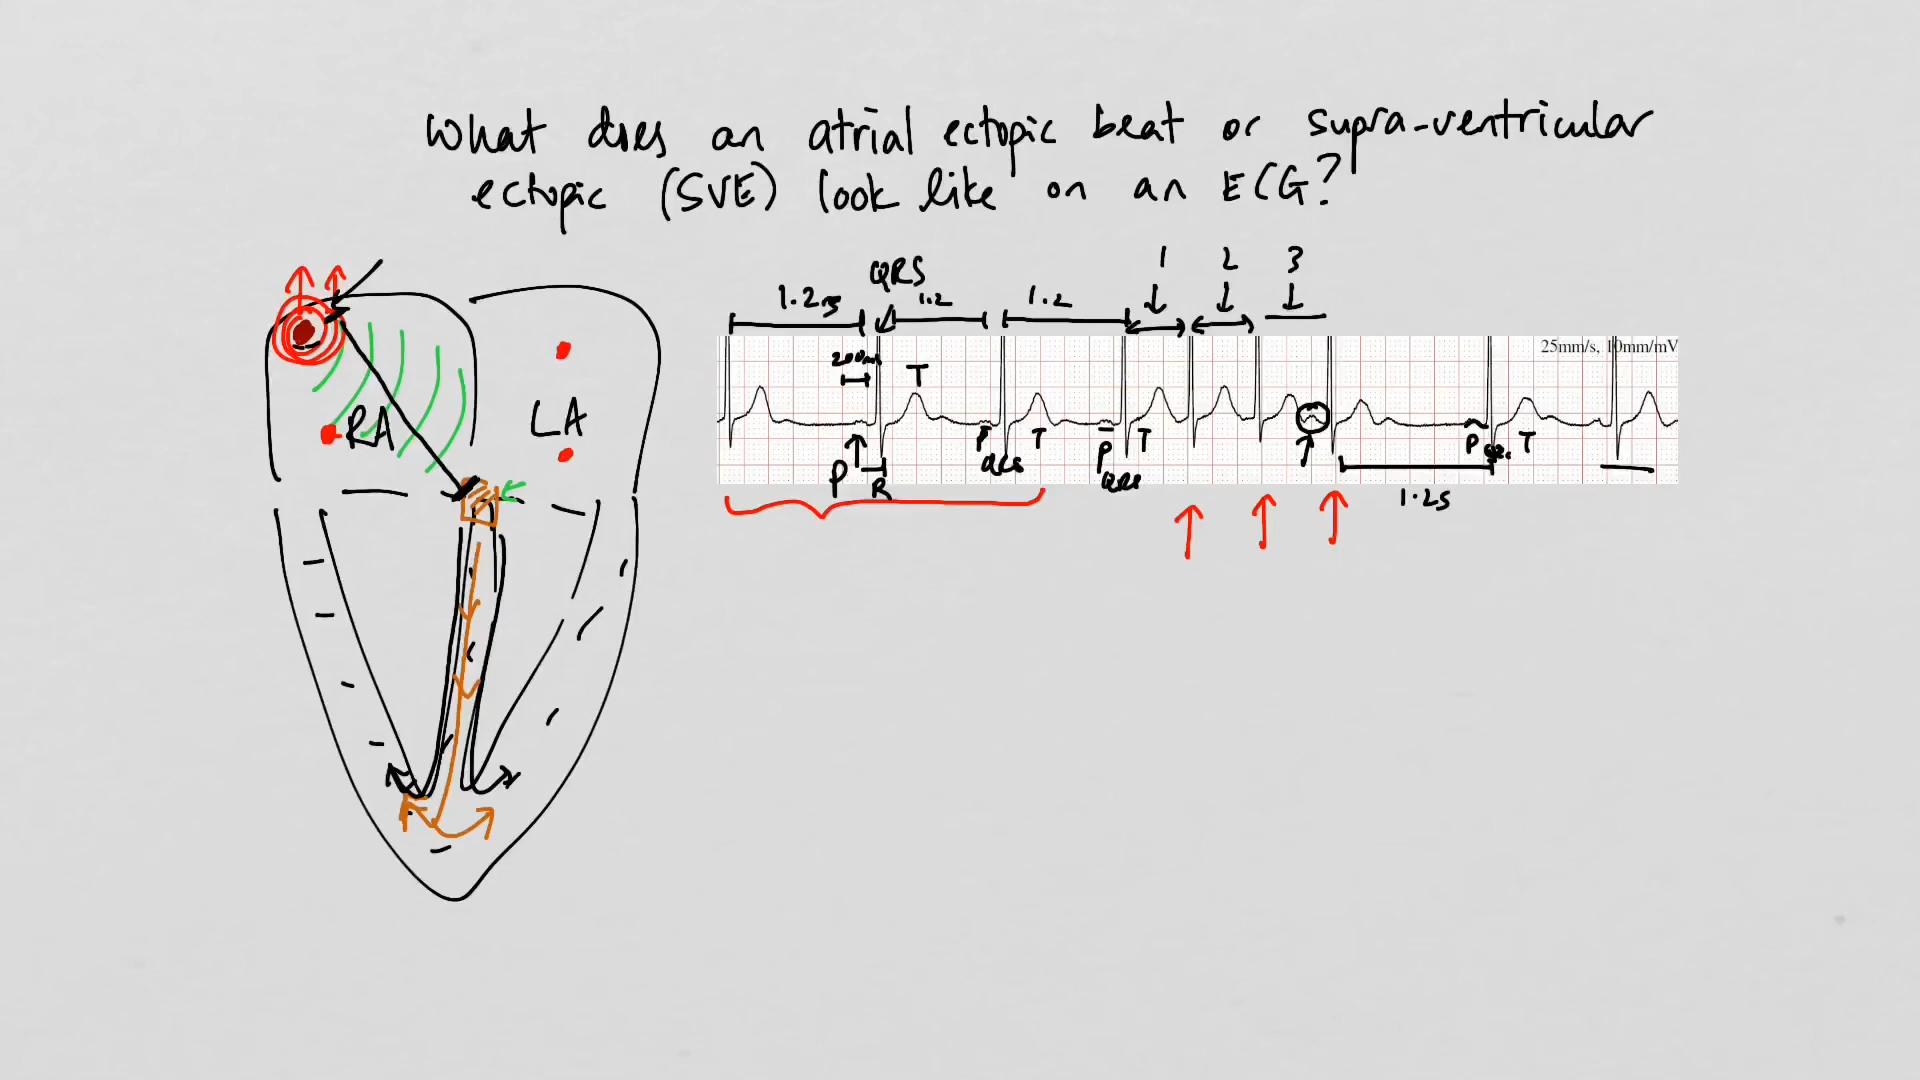 What does an atrial ectopic beat or supra-ventricular
ectopic (SVE) look like on an ECG?
QRS
1 2 3
1.2s 1.2 1.2
25mm/s, 10mm/mV
200ms
T
RA
LA
P R
P QRS T
P QRS T
P T
1.2s